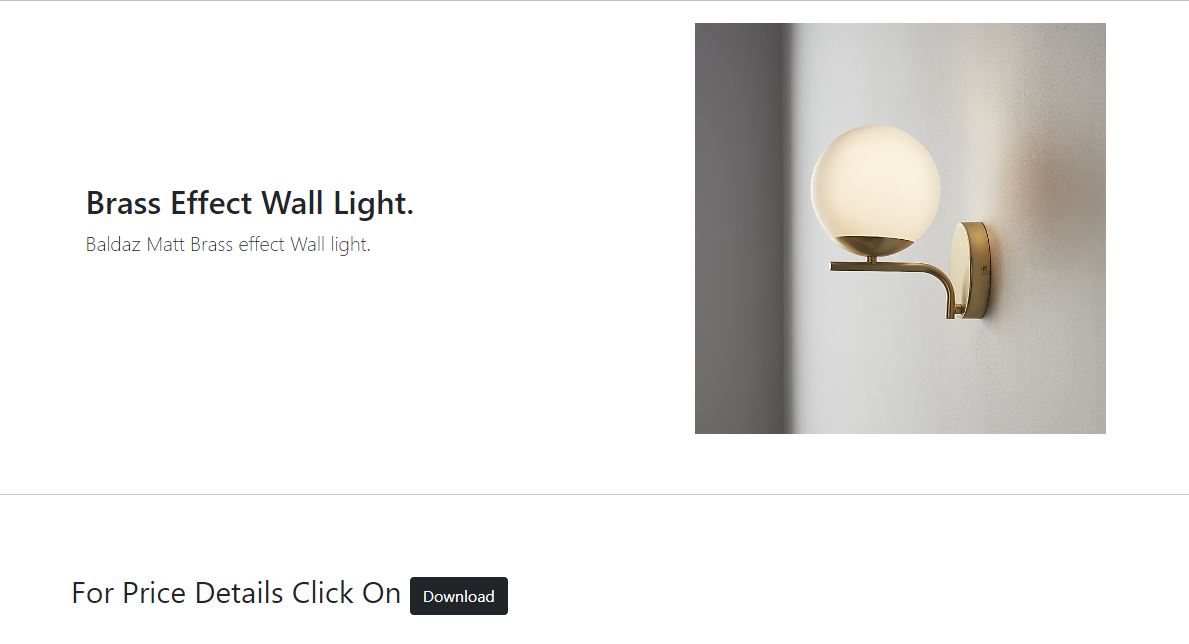 Brass Effect Wall Light.
Baldaz Matt Brass effect Wall light.
For Price Details Click On Download